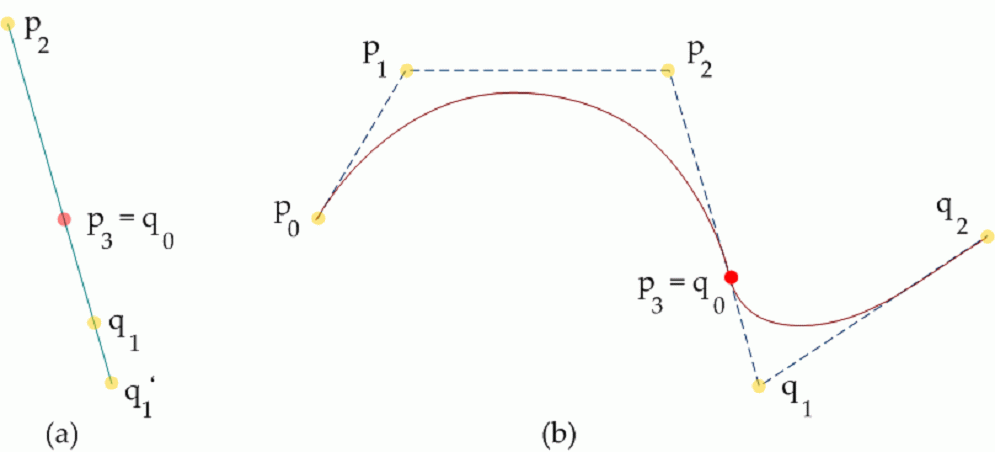 p₂
p₃ = q₀
q₁
q₁‘
(a)
p₁
p₂
p₀
q₂
p₃ = q₀
q₁
(b)